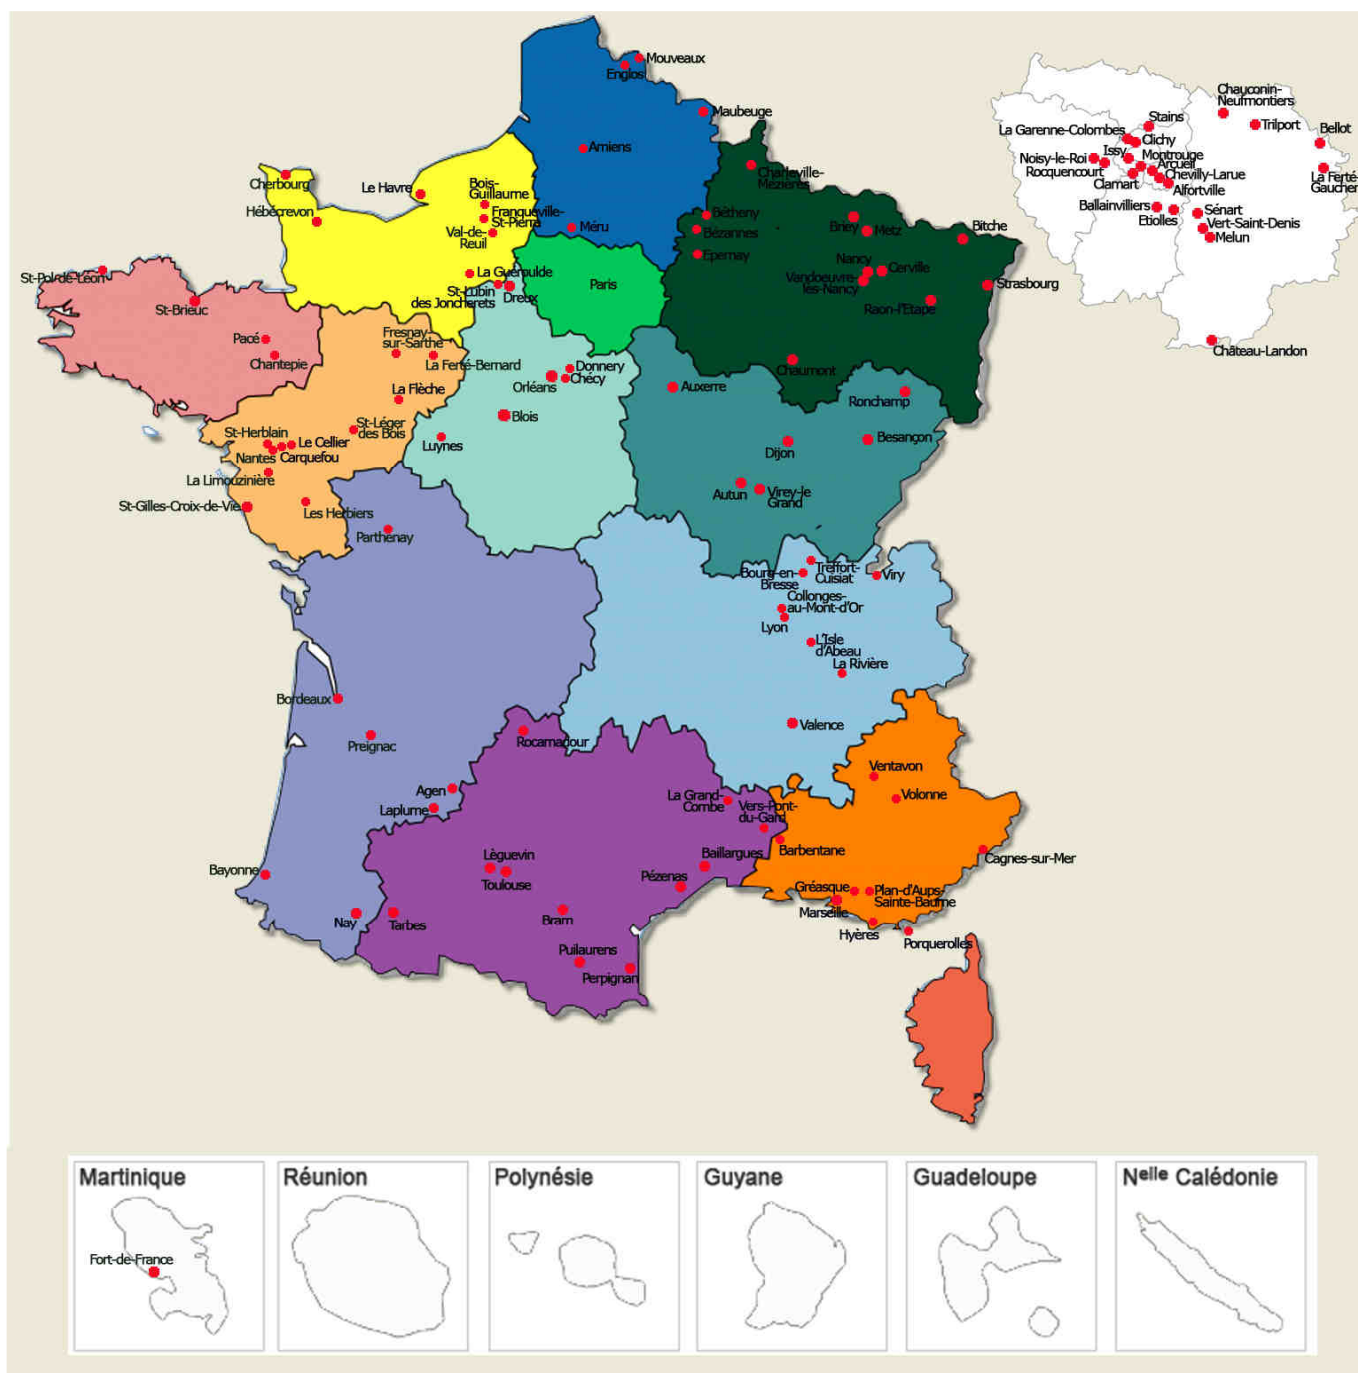 Mouveaux
Englos
Maubeuge
Amiens
Charleville-
Mezières
Cherbourg
Le Havre
Bois-
Guillaume
Hébécrevon
Franqueville-
St-Pierre
Val-de-
Reuil
Méru
Bétheny
Bézannes
Epernay
Briey
Metz
Bitche
Nancy
Cerville
Vandoeuvre-
les-Nancy
Strasbourg
Raon-l'Etape
Chaumont
St-Pol-de-Léon
St-Brieuc
Pacé
Chantepie
La Guéroulde
St-Lubin
des Joncherets
Dreux
Paris
Fresnay-
sur-Sarthe
La Ferté-Bernard
La Flèche
Donnery
Chécy
Orléans
Blois
Luynes
St-Léger
des Bois
St-Herblain
Le Cellier
Nantes
Carquefou
La Limouzinière
St-Gilles-Croix-de-Vie
Les Herbiers
Parthenay
Auxerre
Ronchamp
Besançon
Dijon
Autun
Virey-le
Grand
Treffort-
Cuisiat
Bourg-en-
Bresse
Viry
Collonges-
au-Mont-d'Or
Lyon
L'Isle
d'Abeau
La Rivière
Valence
Bordeaux
Preignac
Rocamadour
Agen
Laplume
Bayonne
Nay
Tarbes
Lèguevin
Toulouse
Bram
Puilaurens
Perpignan
Pézenas
Baillargues
La Grand-
Combe
Vers-Pont-
du-Gard
Ventavon
Volonne
Barbentane
Cagnes-sur-Mer
Gréasque
Plan-d'Aups-
Sainte-Baume
Marseille
Hyères
Porquerolles
Chauconin-
Neufmontiers
Trilport
Bellot
La Ferté-
Gaucher
Stains
La Garenne-Colombes
Clichy
Issy
Montrouge
Noisy-le-Roi
Rocquencourt
Arcueil
Chevilly-Larue
Clamart
Alfortville
Ballainvilliers
Etiolles
Sénart
Vert-Saint-Denis
Melun
Château-Landon
Martinique
Fort-de-France
Réunion
Polynésie
Guyane
Guadeloupe
Nelle Calédonie